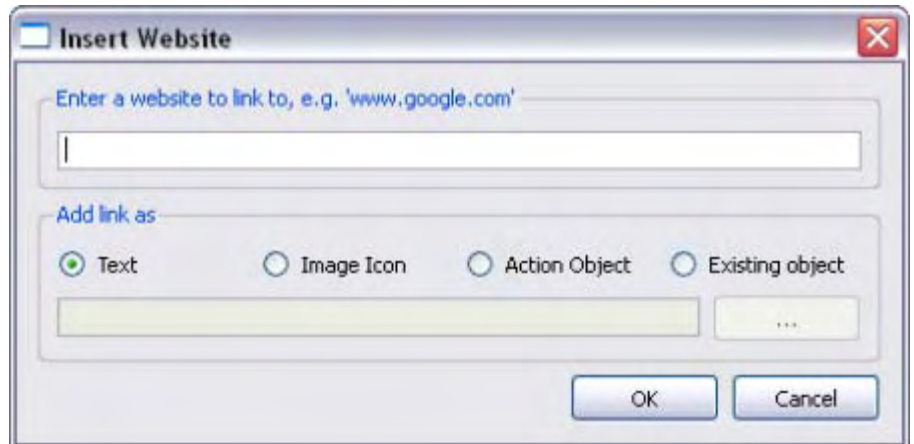 Insert Website
Enter a website to link to, e.g. 'www.google.com'
Add link as
Text Image Icon Action Object Existing object
...
OK Cancel